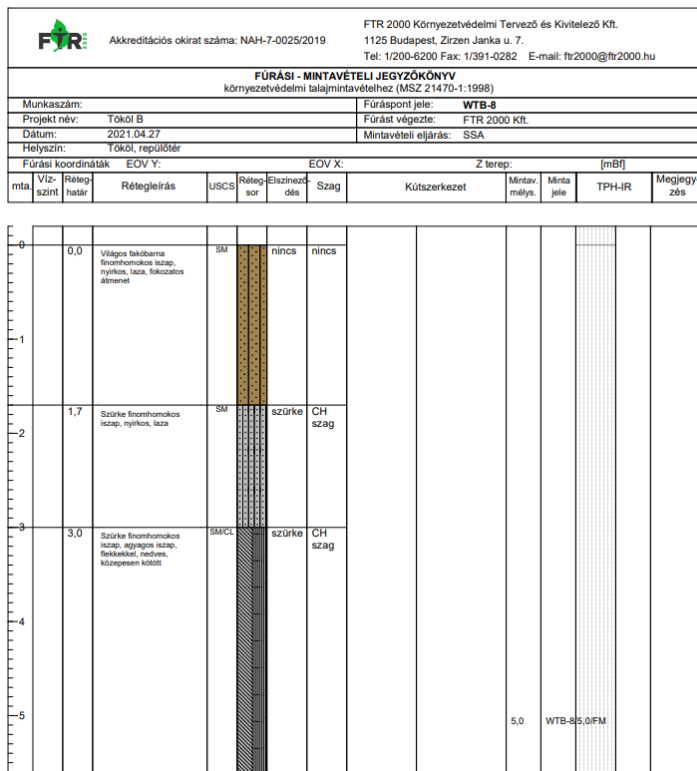 FTR 2000
Akkreditációs okirat száma: NAH-7-0025/2019
FTR 2000 Környezetvédelmi Tervező és Kivitelező Kft.
1125 Budapest, Zirzen Janka u. 7.
Tel: 1/200-6200 Fax: 1/391-0282 E-mail: ftr2000@ftr2000.hu
FÚRÁSI - MINTAVÉTELI JEGYZŐKÖNYV
környezetvédelmi talajmintavételhez (MSZ 21470-1:1998)
Munkaszám: Fúráspont jele: WTB-8
Projekt név: Tököl B Fúrást végezte: FTR 2000 Kft.
Dátum: 2021.04.27 Mintavételi eljárás: SSA
Helyszín: Tököl, repülőtér
Fúrási koordináták EOV Y: EOV X: Z terep: [mBf]
mta.
Víz-
szint
Réteg-
határ
Rétegleírás
USCS
Réteg-
sor
Elszínező-
dés
Szag
Kútszerkezet
Mintav.
mélys.
Minta
jele
TPH-IR
Megjegy-
zés
0
0,0
Világos fakóbarna
finomhomokos iszap,
nyirkos, laza, fokozatos
átmenet
SM
nincs
nincs
1
1,7
Szürke finomhomokos
iszap, nyirkos, laza
SM
szürke
CH
szag
2
3
3,0
Szürke finomhomokos
iszap, agyagos iszap,
flekkekkel, nedves,
közepesen kötött
SM/CL
szürke
CH
szag
4
5
5,0
WTB-8/5,0/FM